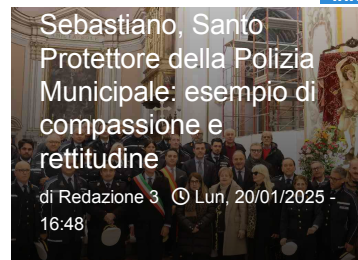 Sebastiano, Santo
Protettore della Polizia
Municipale: esempio di
compassione e
rettitudine
di Redazione 3 Lun, 20/01/2025 -
16:48